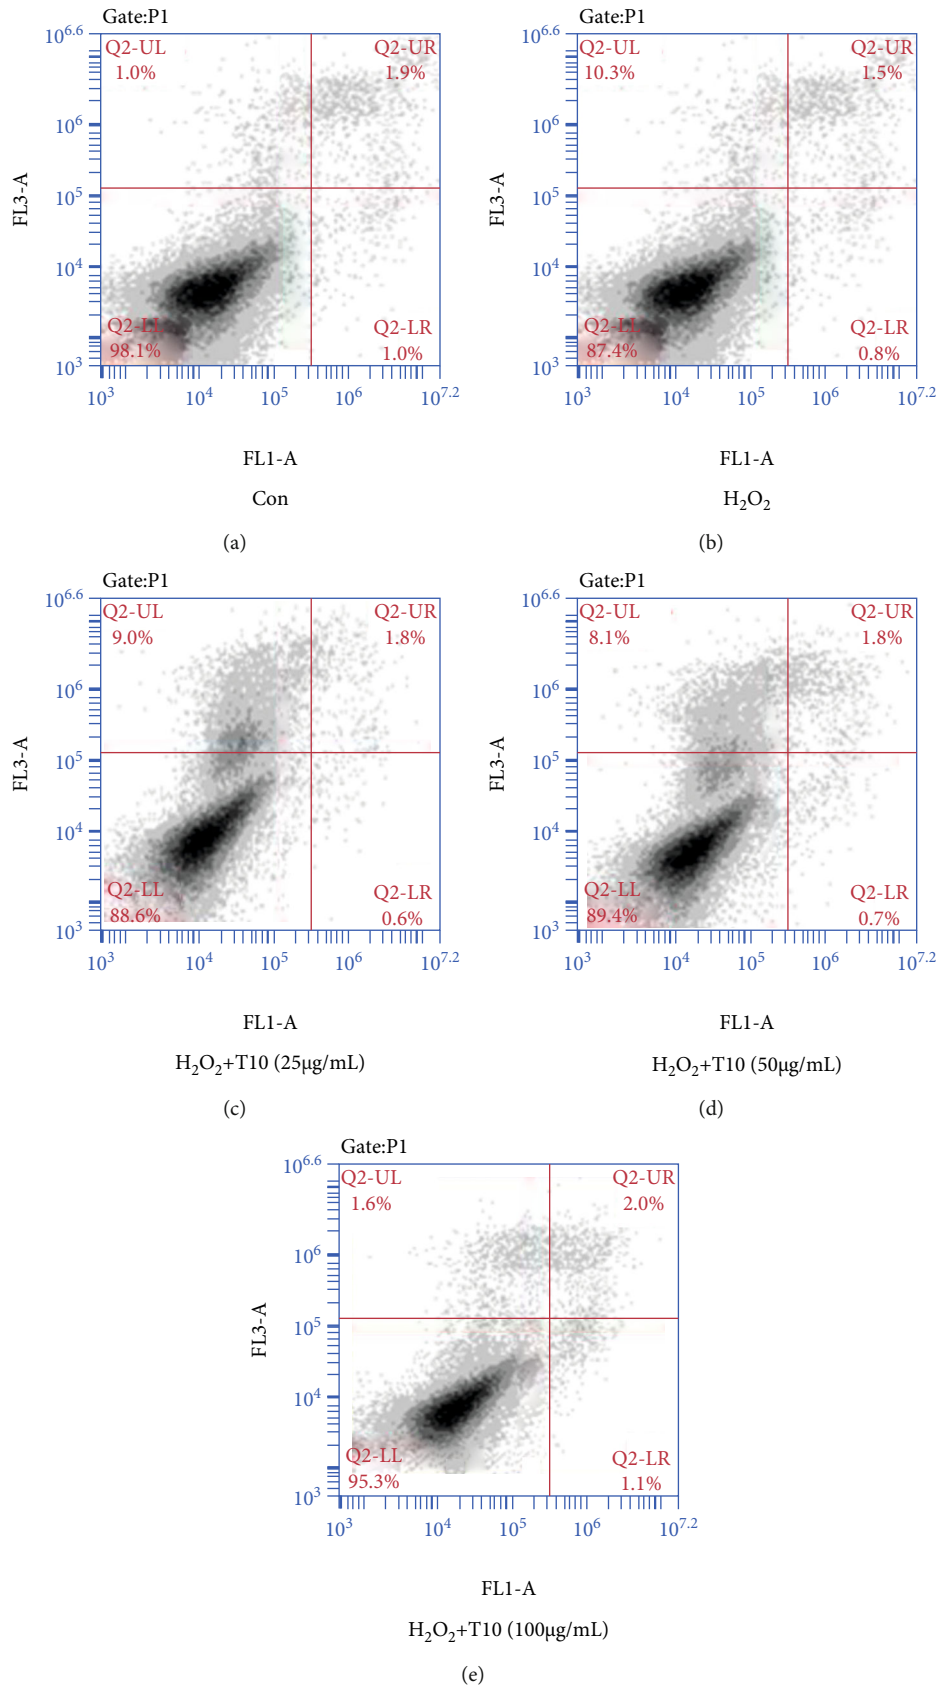 Gate:P1
10^6.6
Q2-UL
Q2-UR
1.0%
1.9%
10^6
FL3-A
10^5
10^4
Q2-LL
Q2-LR
98.1%
1.0%
10^3
10^3 10^4 10^5 10^6 10^7.2
FL1-A
Con
(a)
Gate:P1
10^6.6
Q2-UL
Q2-UR
10.3%
1.5%
10^6
FL3-A
10^5
10^4
Q2-LL
Q2-LR
87.4%
0.8%
10^3
10^3 10^4 10^5 10^6 10^7.2
FL1-A
H₂O₂
(b)
Gate:P1
10^6.6
Q2-UL
Q2-UR
9.0%
1.8%
10^6
FL3-A
10^5
10^4
Q2-LL
Q2-LR
88.6%
0.6%
10^3
10^3 10^4 10^5 10^6 10^7.2
FL1-A
H₂O₂+T10 (25μg/mL)
(c)
Gate:P1
10^6.6
Q2-UL
Q2-UR
8.1%
1.8%
10^6
FL3-A
10^5
10^4
Q2-LL
Q2-LR
89.4%
0.7%
10^3
10^3 10^4 10^5 10^6 10^7.2
FL1-A
H₂O₂+T10 (50μg/mL)
(d)
Gate:P1
10^6.6
Q2-UL
Q2-UR
1.6%
2.0%
10^6
FL3-A
10^5
10^4
Q2-LL
Q2-LR
95.3%
1.1%
10^3
10^3 10^4 10^5 10^6 10^7.2
FL1-A
H₂O₂+T10 (100μg/mL)
(e)